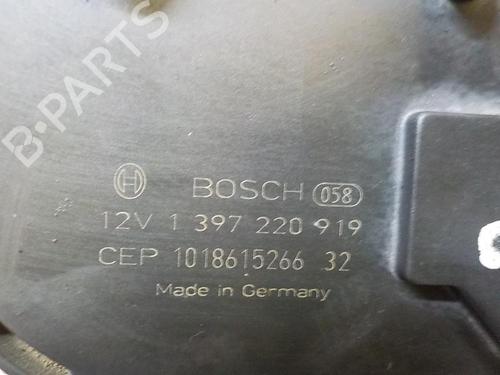 B-Parts
BOSCH 058
12V 1 397 220 919
CEP 1018615266 32
Made in Germany